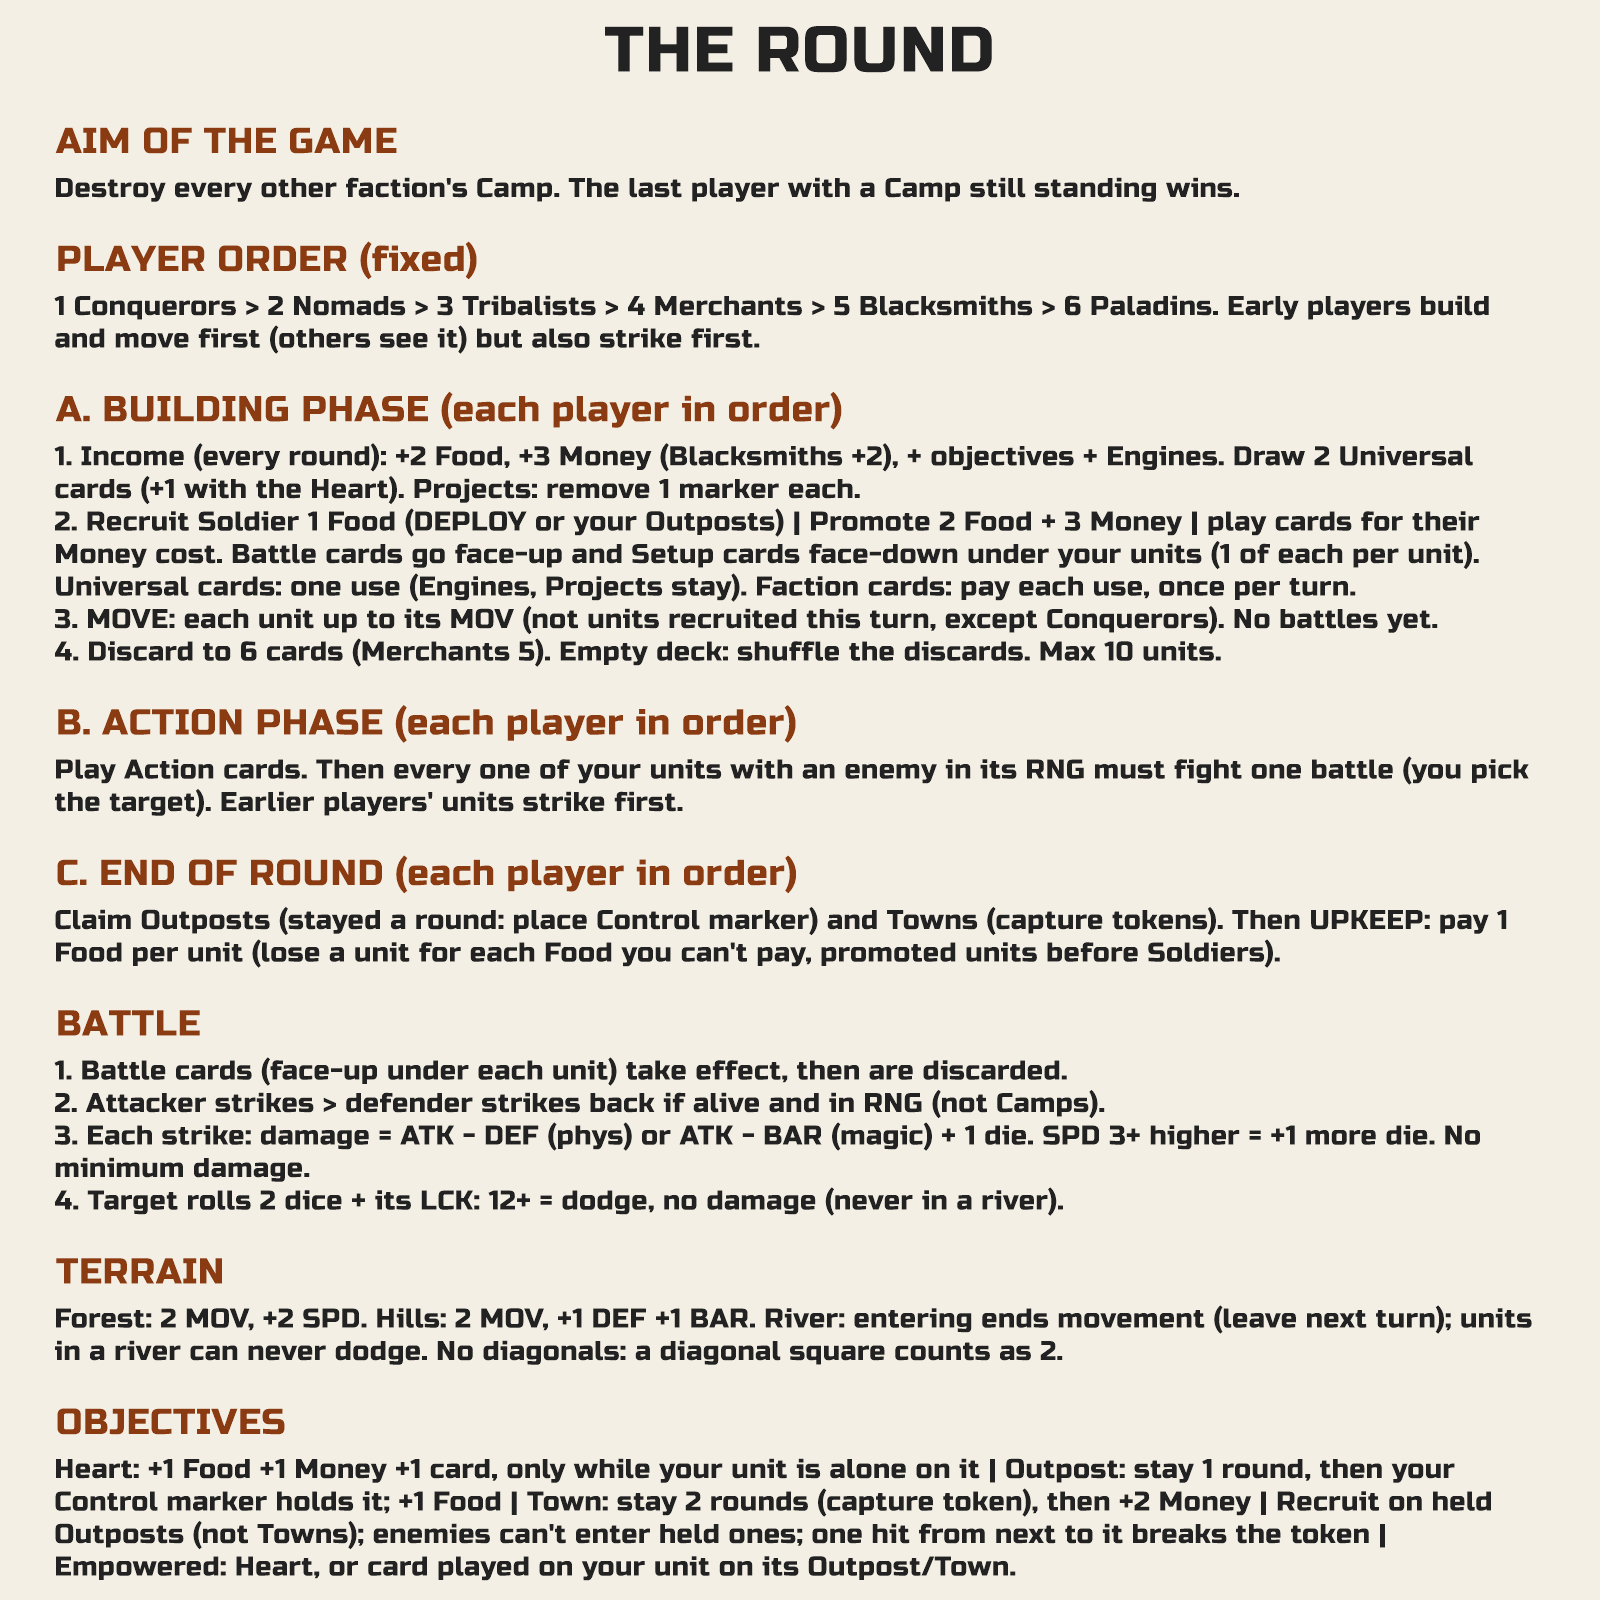 THE ROUND
AIM OF THE GAME
Destroy every other faction's Camp. The last player with a Camp still standing wins.
PLAYER ORDER (fixed)
1 Conquerors > 2 Nomads > 3 Tribalists > 4 Merchants > 5 Blacksmiths > 6 Paladins. Early players build
and move first (others see it) but also strike first.
A. BUILDING PHASE (each player in order)
1. Income (every round): +2 Food, +3 Money (Blacksmiths +2), + objectives + Engines. Draw 2 Universal
cards (+1 with the Heart). Projects: remove 1 marker each.
2. Recruit Soldier 1 Food (DEPLOY or your Outposts) | Promote 2 Food + 3 Money | play cards for their
Money cost. Battle cards go face-up and Setup cards face-down under your units (1 of each per unit).
Universal cards: one use (Engines, Projects stay). Faction cards: pay each use, once per turn.
3. MOVE: each unit up to its MOV (not units recruited this turn, except Conquerors). No battles yet.
4. Discard to 6 cards (Merchants 5). Empty deck: shuffle the discards. Max 10 units.
B. ACTION PHASE (each player in order)
Play Action cards. Then every one of your units with an enemy in its RNG must fight one battle (you pick
the target). Earlier players' units strike first.
C. END OF ROUND (each player in order)
Claim Outposts (stayed a round: place Control marker) and Towns (capture tokens). Then UPKEEP: pay 1
Food per unit (lose a unit for each Food you can't pay, promoted units before Soldiers).
BATTLE
1. Battle cards (face-up under each unit) take effect, then are discarded.
2. Attacker strikes > defender strikes back if alive and in RNG (not Camps).
3. Each strike: damage = ATK - DEF (phys) or ATK - BAR (magic) + 1 die. SPD 3+ higher = +1 more die. No
minimum damage.
4. Target rolls 2 dice + its LCK: 12+ = dodge, no damage (never in a river).
TERRAIN
Forest: 2 MOV, +2 SPD. Hills: 2 MOV, +1 DEF +1 BAR. River: entering ends movement (leave next turn); units
in a river can never dodge. No diagonals: a diagonal square counts as 2.
OBJECTIVES
Heart: +1 Food +1 Money +1 card, only while your unit is alone on it | Outpost: stay 1 round, then your
Control marker holds it; +1 Food | Town: stay 2 rounds (capture token), then +2 Money | Recruit on held
Outposts (not Towns); enemies can't enter held ones; one hit from next to it breaks the token |
Empowered: Heart, or card played on your unit on its Outpost/Town.